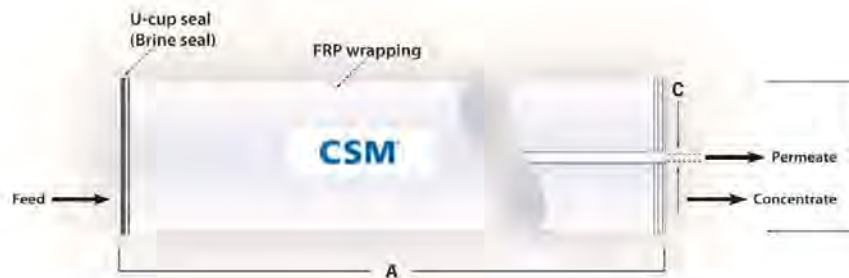 U-cup seal
(Brine seal)
FRP wrapping
C
CSM
Permeate
Feed
Concentrate
A